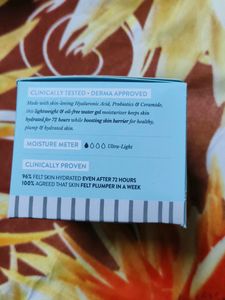 CLINICALLY TESTED • DERMA APPROVED
Made with skin-loving Hyaluronic Acid, Probiotics & Ceramide,
this lightweight & oil-free water gel moisturizer keeps skin
hydrated for 72 hours while boosting skin barrier for healthy,
plump & hydrated skin.
MOISTURE METER Ultra-Light
CLINICALLY PROVEN
96% FELT SKIN HYDRATED EVEN AFTER 72 HOURS
100% AGREED THAT SKIN FELT PLUMPER IN A WEEK